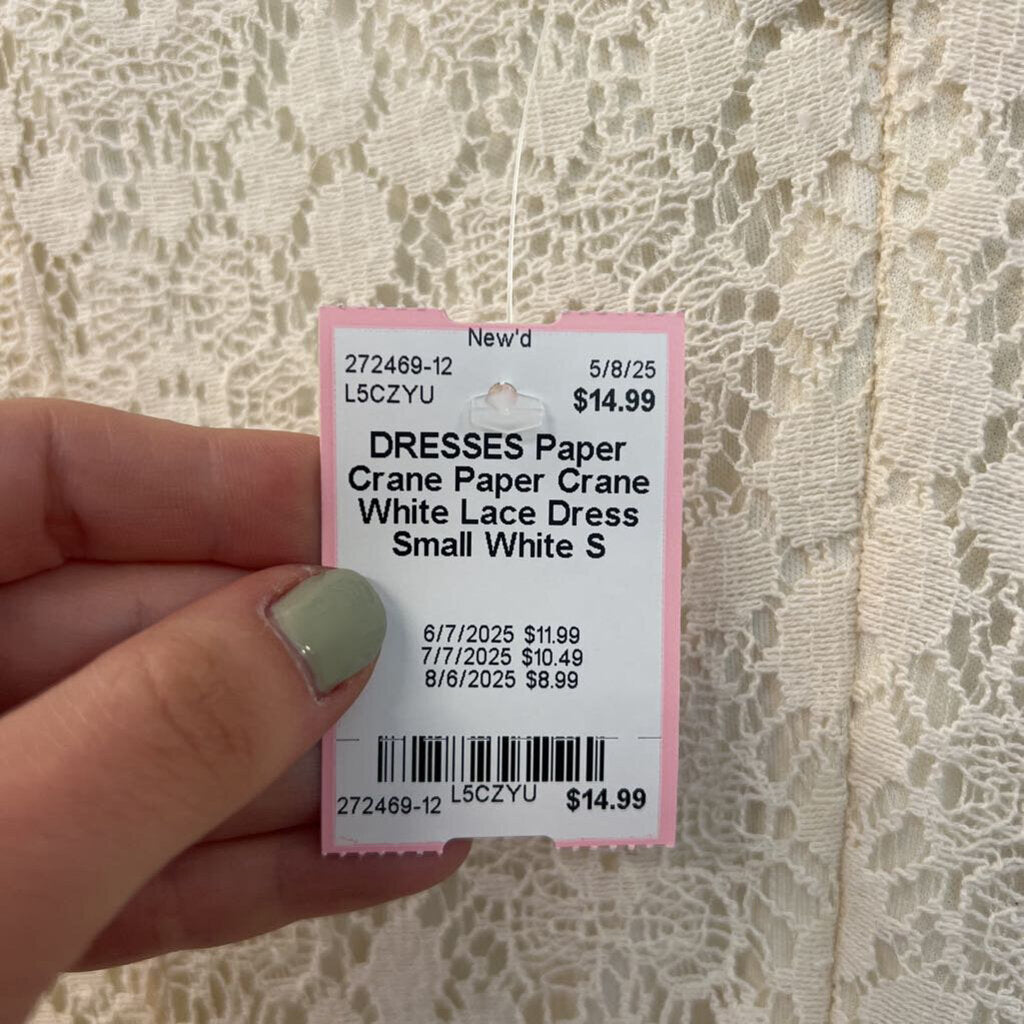 New'd
272469-12 5/8/25
L5CZYU $14.99
DRESSES Paper
Crane Paper Crane
White Lace Dress
Small White S
6/7/2025 $11.99
7/7/2025 $10.49
8/6/2025 $8.99
272469-12 L5CZYU $14.99